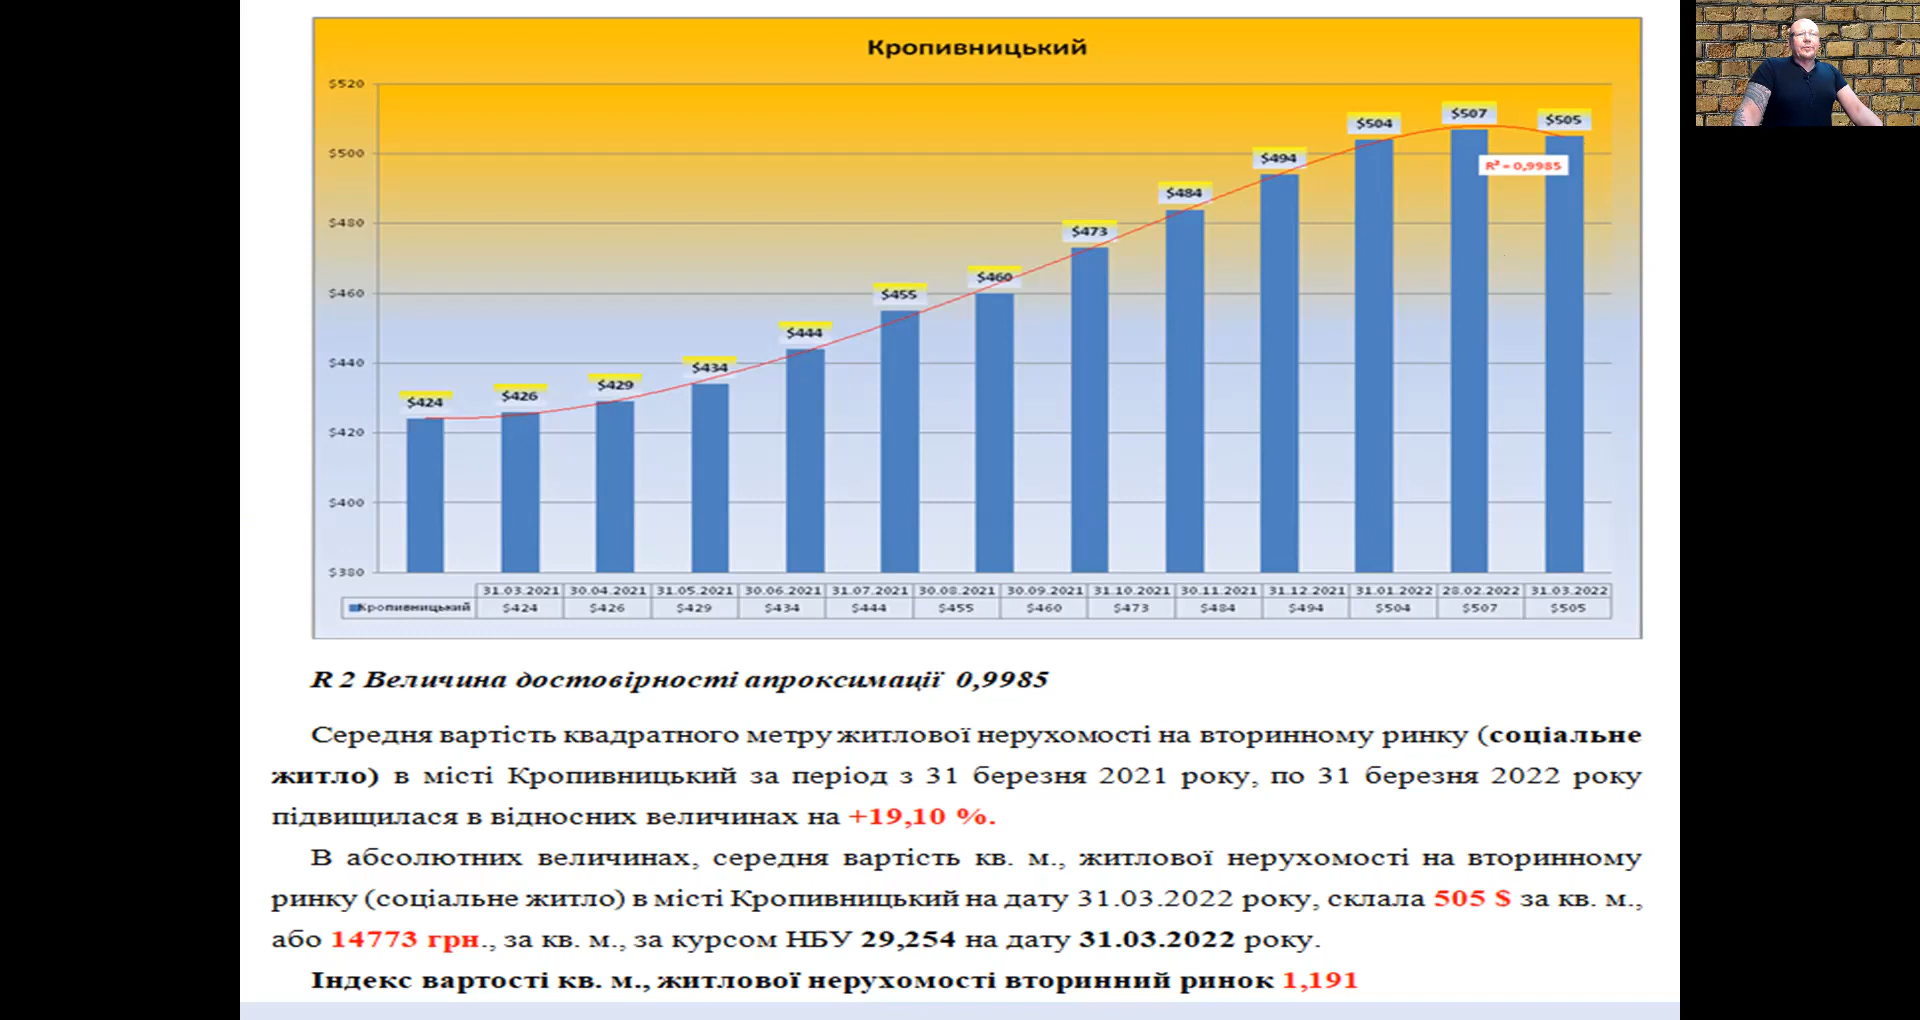 Кропивницький
$520
$500
$480
$460
$440
$420
$400
$380
$424
$426
$429
$434
$444
$455
$460
$473
$484
$494
$504
$507
$505
R² = 0,9985
31.03.2021 30.04.2021 31.05.2021 30.06.2021 31.07.2021 30.08.2021 30.09.2021 31.10.2021 30.11.2021 31.12.2021 31.01.2022 28.02.2022 31.03.2022
Кропивницький $424 $426 $429 $434 $444 $455 $460 $473 $484 $494 $504 $507 $505
R 2 Величина достовірності апроксимації 0,9985
Середня вартість квадратного метру житлової нерухомості на вторинному ринку (соціальне
житло) в місті Кропивницький за період з 31 березня 2021 року, по 31 березня 2022 року
підвищилася в відносних величинах на +19,10 %.
В абсолютних величинах, середня вартість кв. м., житлової нерухомості на вторинному
ринку (соціальне житло) в місті Кропивницький на дату 31.03.2022 року, склала 505 $ за кв. м.,
або 14773 грн., за кв. м., за курсом НБУ 29,254 на дату 31.03.2022 року.
Індекс вартості кв. м., житлової нерухомості вторинний ринок 1,191